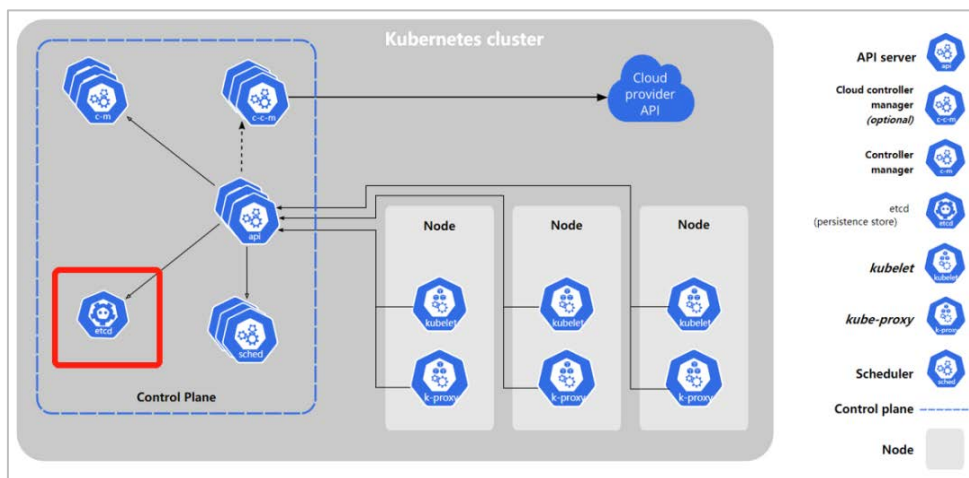 Kubernetes cluster
c-m
c-c-m
Cloud
provider
API
api
etcd
sched
Control Plane
Node
Node
Node
kubelet
kubelet
kubelet
k-proxy
k-proxy
k-proxy
API server
api
Cloud controller
manager
(optional)
c-c-m
Controller
manager
c-m
etcd
(persistence store)
etcd
kubelet
kubelet
kube-proxy
k-proxy
Scheduler
sched
Control plane
Node